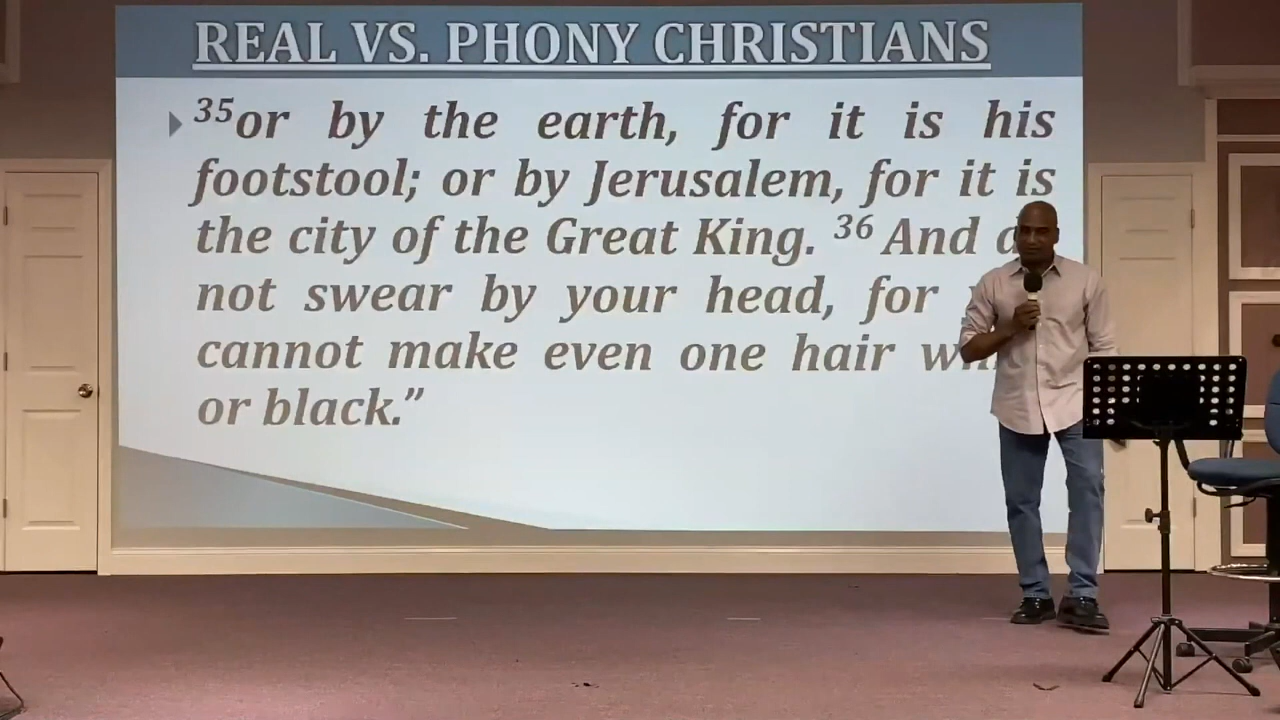 REAL VS. PHONY CHRISTIANS
35or by the earth, for it is his
footstool; or by Jerusalem, for it is
the city of the Great King. 36 And
not swear by your head, for
cannot make even one hair
or black.”